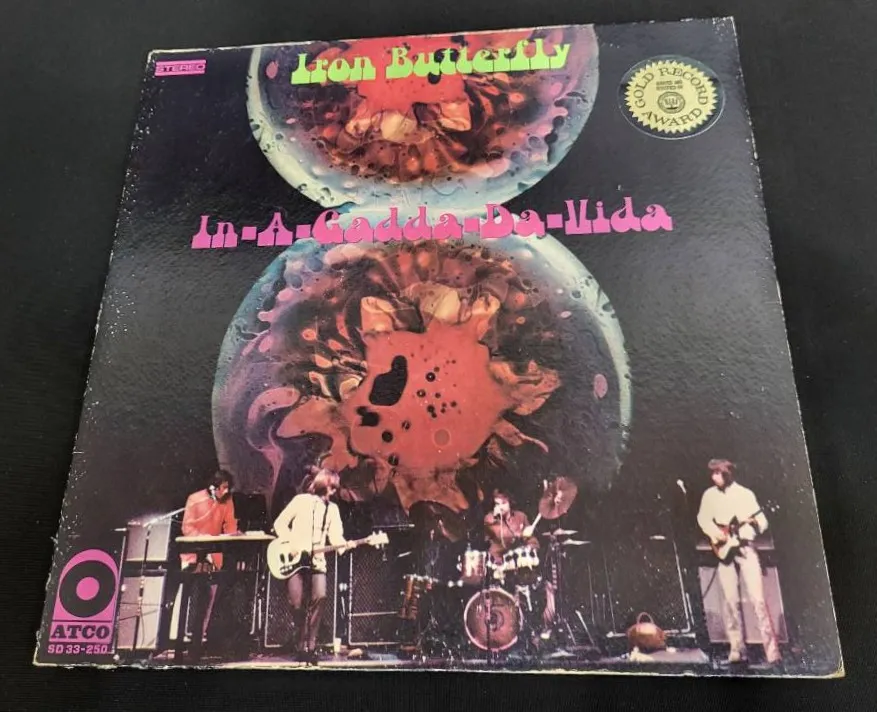 STEREO
Iron Butterfly
GOLD RECORD
AWARD
In-A-Gadda-Da-Vida
ATCO
SD 33-250